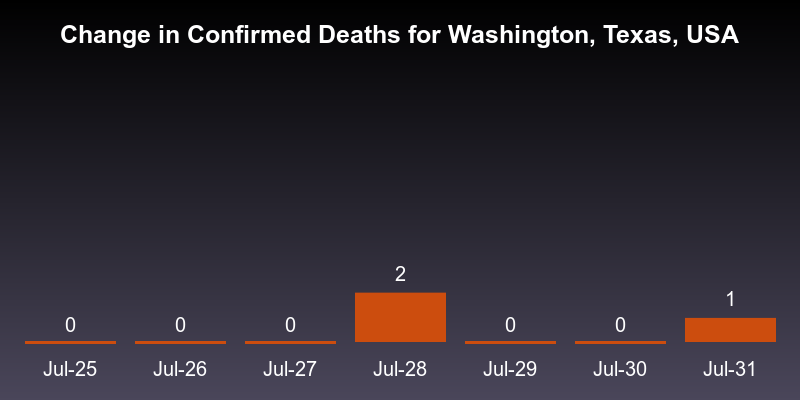 Change in Confirmed Deaths for Washington, Texas, USA
0 0 0 2 0 0 1
Jul-25 Jul-26 Jul-27 Jul-28 Jul-29 Jul-30 Jul-31